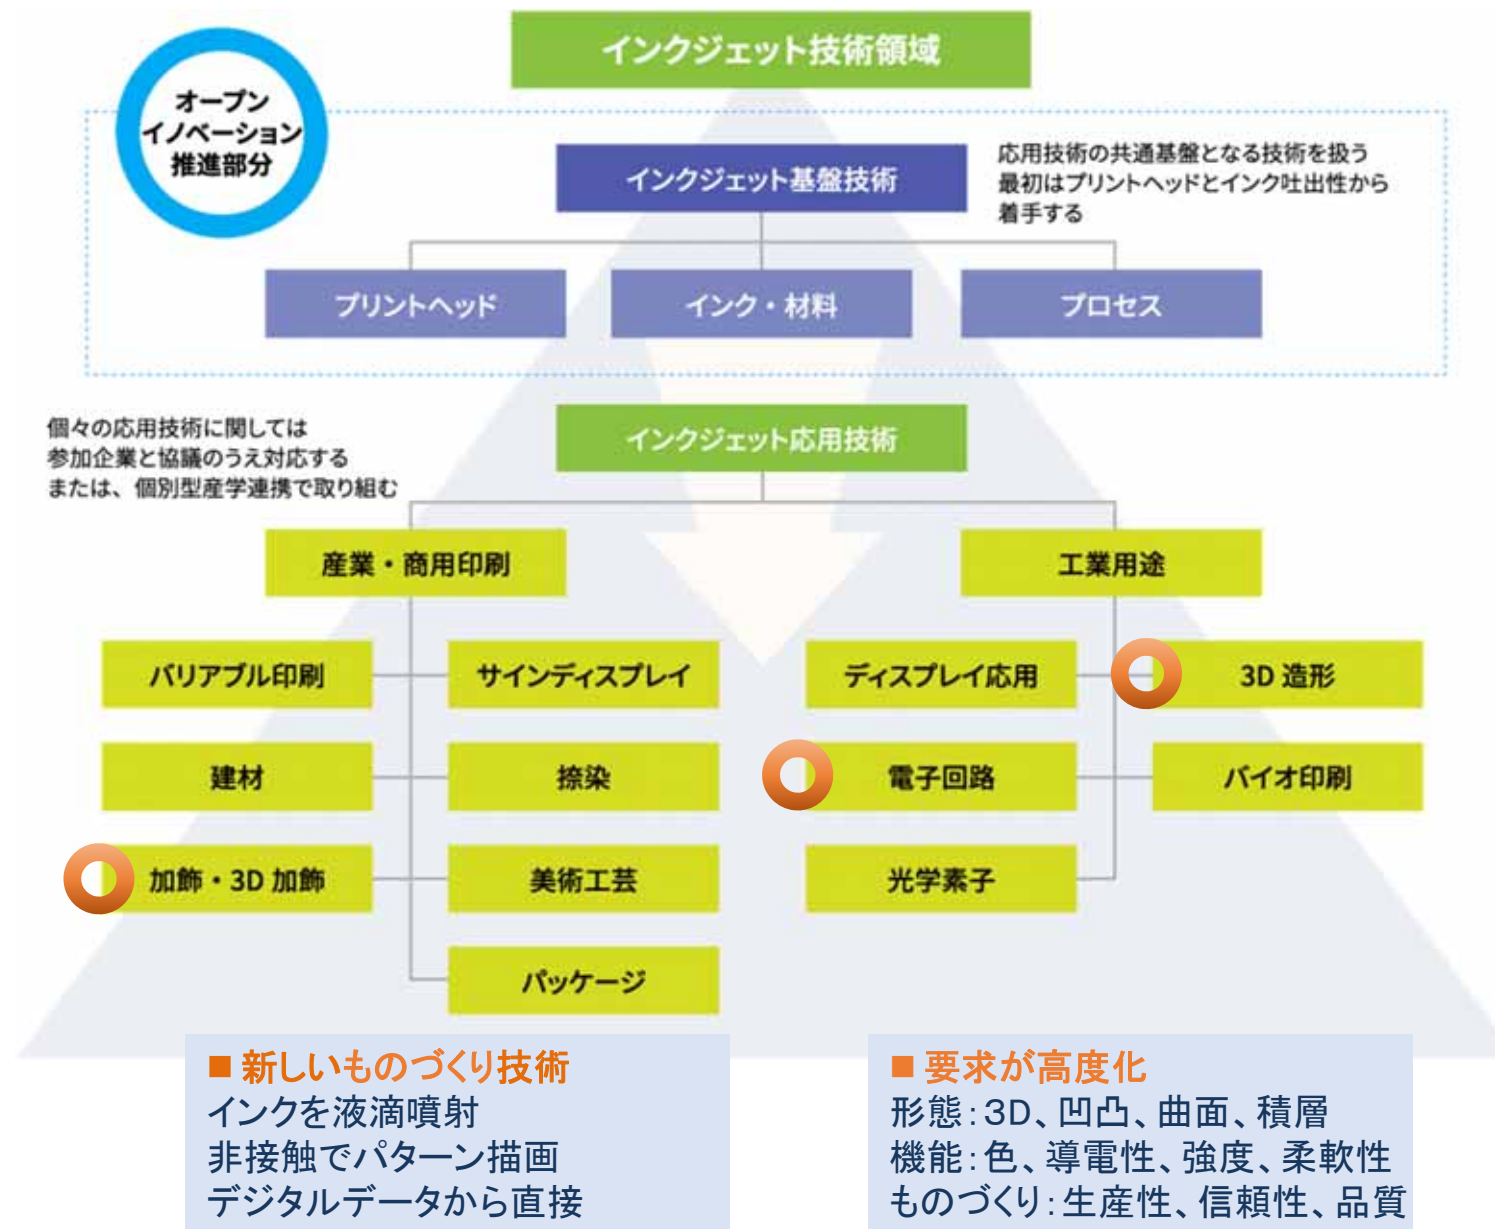 インクジェット技術領域
オープン
イノベーション
推進部分
インクジェット基盤技術
応用技術の共通基盤となる技術を扱う
最初はプリントヘッドとインク吐出性から
着手する
プリントヘッド
インク・材料
プロセス
個々の応用技術に関しては
参加企業と協議のうえ対応する
または、個別型産学連携で取り組む
インクジェット応用技術
産業・商用印刷
工業用途
バリアブル印刷
サインディスプレイ
ディスプレイ応用
3D 造形
建材
捺染
電子回路
バイオ印刷
加飾・3D 加飾
美術工芸
光学素子
パッケージ
■ 新しいものづくり技術
インクを液滴噴射
非接触でパターン描画
デジタルデータから直接
■ 要求が高度化
形態：3D、凹凸、曲面、積層
機能：色、導電性、強度、柔軟性
ものづくり：生産性、信頼性、品質